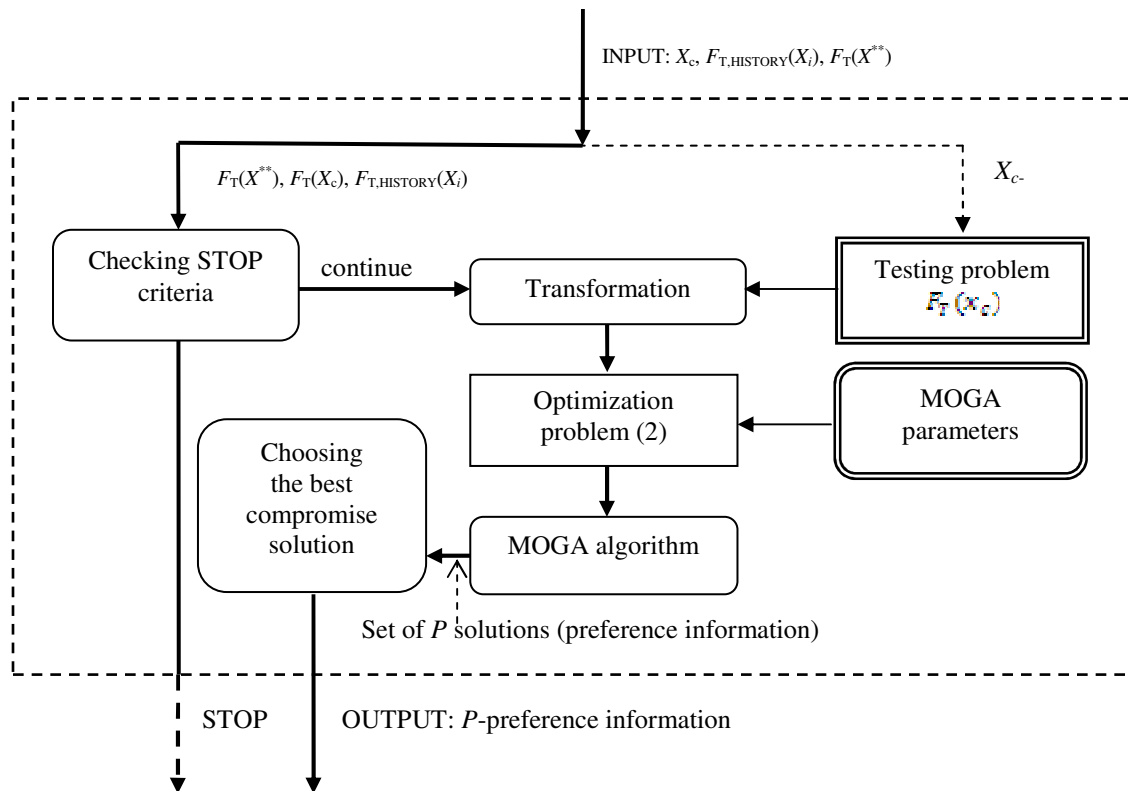 INPUT: Xc, FT,HISTORY(Xi), FT(X**)
FT(X**), FT(Xc), FT,HISTORY(Xi)
Xc-
Checking STOP
criteria
continue
Transformation
Testing problem
FT(xc)
Optimization
problem (2)
MOGA
parameters
Choosing
the best
compromise
solution
MOGA algorithm
Set of P solutions (preference information)
STOP
OUTPUT: P-preference information